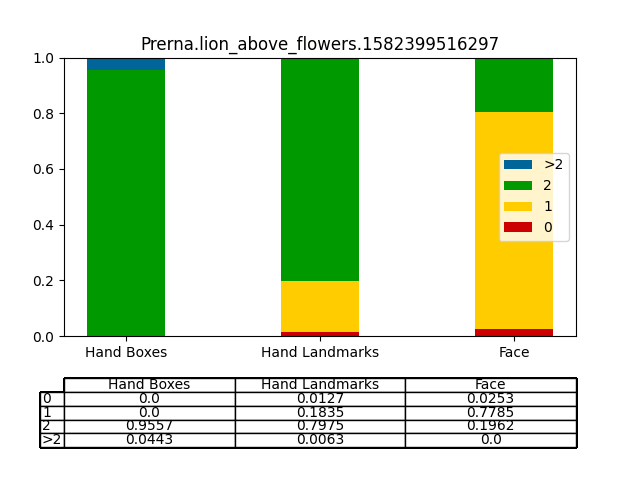 Prerna.lion_above_flowers.1582399516297
1.0
0.8
0.6
0.4
0.2
0.0
>2
2
1
0
Hand Boxes Hand Landmarks Face
Hand Boxes Hand Landmarks Face
0 0.0 0.0127 0.0253
1 0.0 0.1835 0.7785
2 0.9557 0.7975 0.1962
>2 0.0443 0.0063 0.0